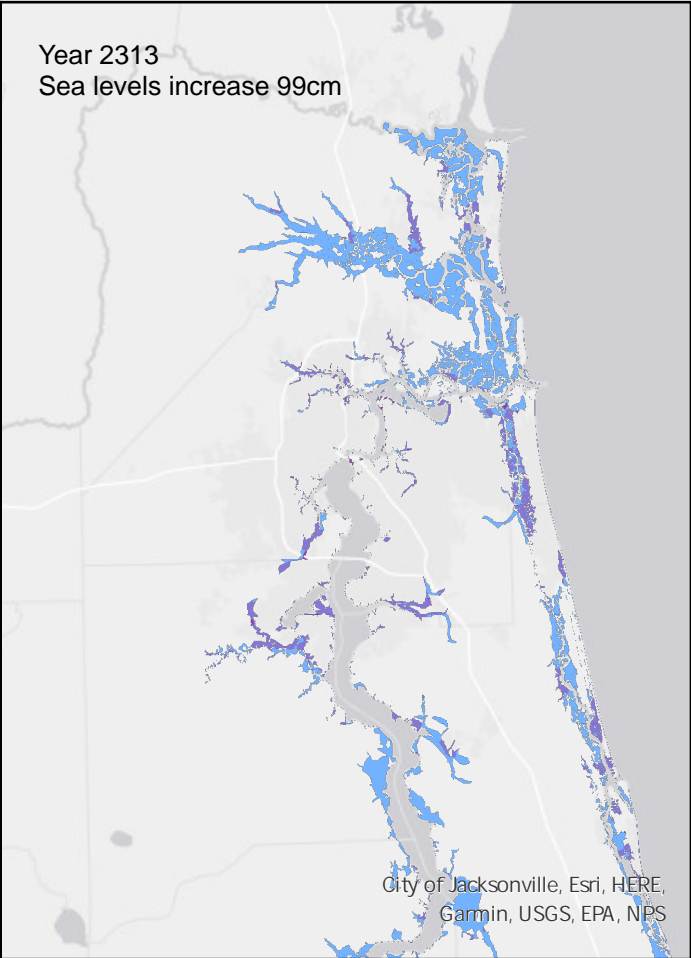 Year 2313
Sea levels increase 99cm
City of Jacksonville, Esri, HERE,
Garmin, USGS, EPA, NPS